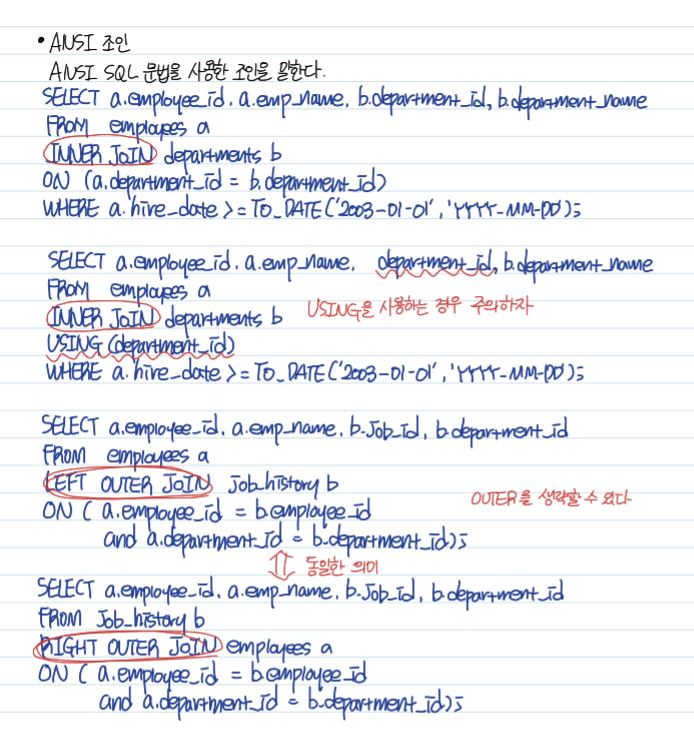 • ANSI 조인
ANSI SQL 문법을 사용한 조인을 말한다.
SELECT a.employee_id, a.emp_name, b.department_id, b.department_name
FROM employees a
INNER JOIN departments b
ON (a.department_id = b.department_id)
WHERE a.hire_date >= TO_DATE('2003-01-01', 'YYYY-MM-DD');
SELECT a.employee_id, a.emp_name, department_id, b.department_name
FROM employees a
INNER JOIN departments b USING을 사용하는 경우 주의하자
USING (department_id)
WHERE a.hire_date >= TO_DATE('2003-01-01', 'YYYY-MM-DD');
SELECT a.employee_id, a.emp_name, b.Job_Id, b.department_id
FROM employees a
LEFT OUTER JOIN Job_history b
OUTER을 생략할 수 있다
ON ( a.employee_id = b.employee_id
and a.department_id = b.department_id);
동일한 의미
SELECT a.employee_id, a.emp_name, b.Job_Id, b.department_id
FROM Job_history b
RIGHT OUTER JOIN employees a
ON ( a.employee_id = b.employee_id
and a.department_id = b.department_id);